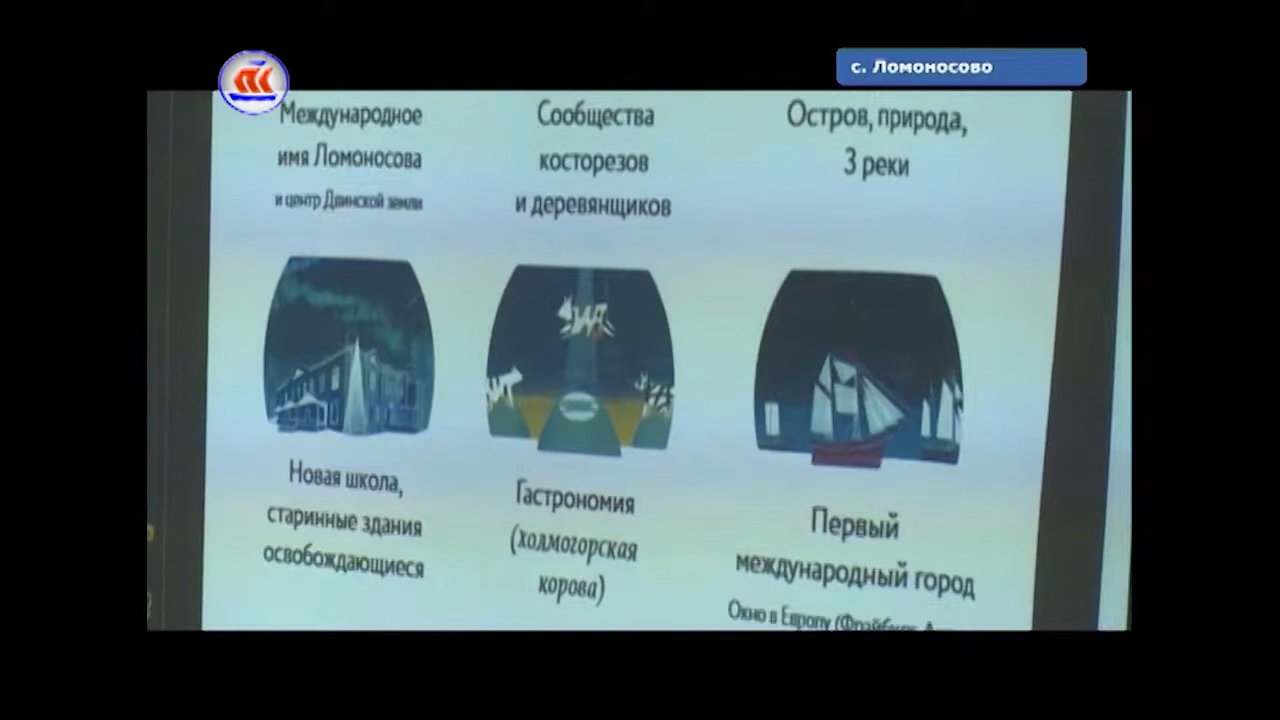 с. Ломоносово
Международное
имя Ломоносова
и центр Двинской земли
Сообщества
косторезов
и деревянщиков
Остров, природа,
3 реки
Новая школа,
старинные здания
освобождающиеся
Гастрономия
(холмогорская
корова)
Первый
международный город
Окно в Европу (Фрайбург,